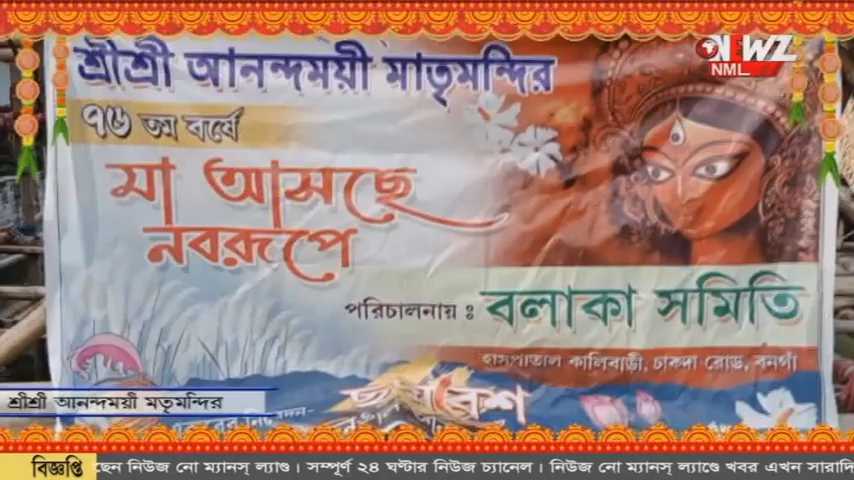 NEWZ
NML
শ্রীশ্রী আনন্দময়ী মাতৃমন্দির
৭৬ তম বর্ষে
মা আসছে
নবরূপে
পরিচালনায় : বলাকা সমিতি
হাসপাতাল কালিবাড়ী, চাকদা রোড, বনগাঁ
শ্রীশ্রী আনন্দময়ী মতৃমন্দির
বিজ্ঞপ্তি ছেন নিউজ নো ম্যানস্ ল্যাণ্ড। সম্পূর্ণ ২৪ ঘণ্টার নিউজ চ্যানেল। নিউজ নো ম্যানস্ ল্যাণ্ডে খবর এখন সারাদি